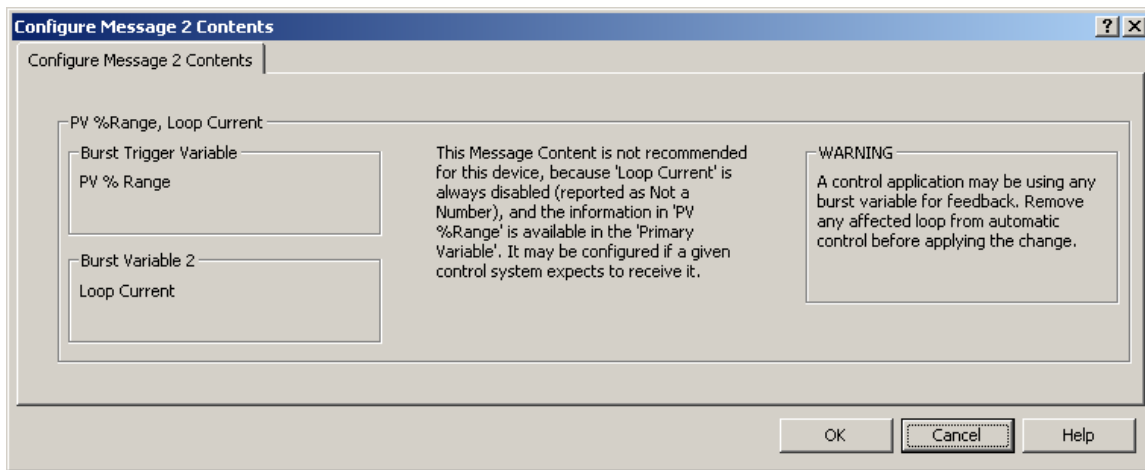 Configure Message 2 Contents
? ×
Configure Message 2 Contents
PV %Range, Loop Current
Burst Trigger Variable
PV % Range
Burst Variable 2
Loop Current
This Message Content is not recommended
for this device, because 'Loop Current' is
always disabled (reported as Not a
Number), and the information in 'PV
%Range' is available in the 'Primary
Variable'. It may be configured if a given
control system expects to receive it.
WARNING
A control application may be using any
burst variable for feedback. Remove
any affected loop from automatic
control before applying the change.
OK
Cancel
Help